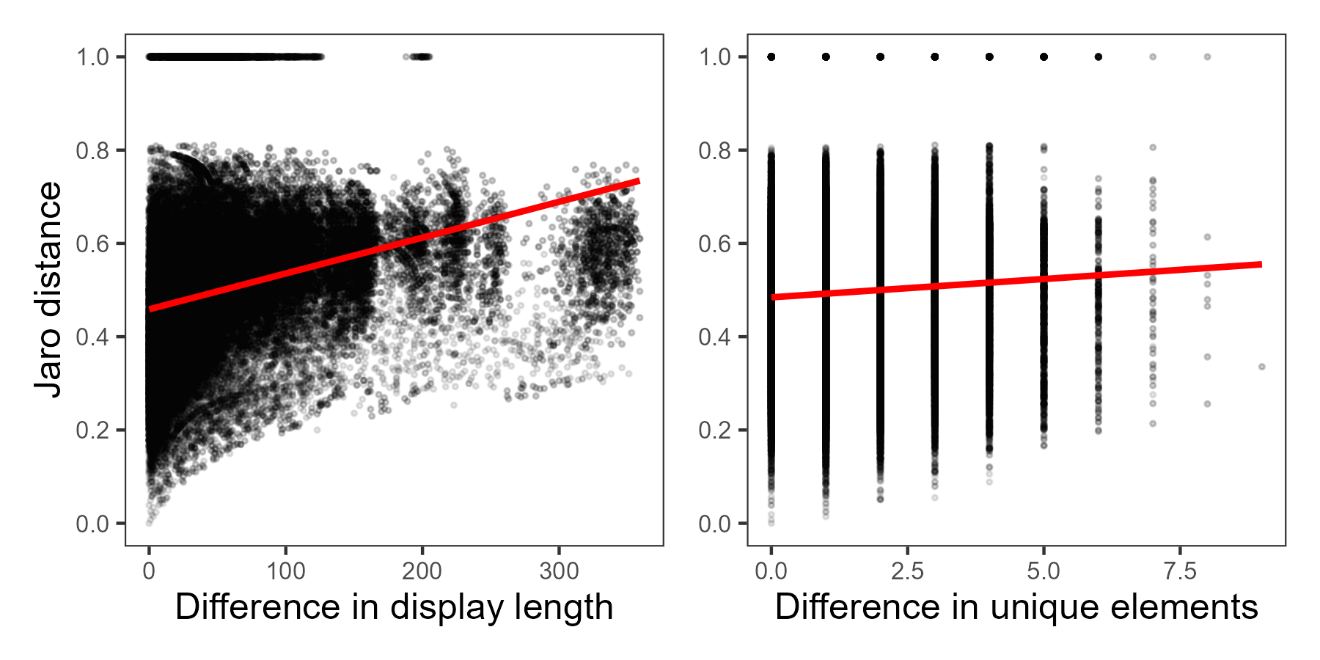 Jaro distance
1.0
0.8
0.6
0.4
0.2
0.0
0 100 200 300
Difference in display length
1.0
0.8
0.6
0.4
0.2
0.0
0.0 2.5 5.0 7.5
Difference in unique elements